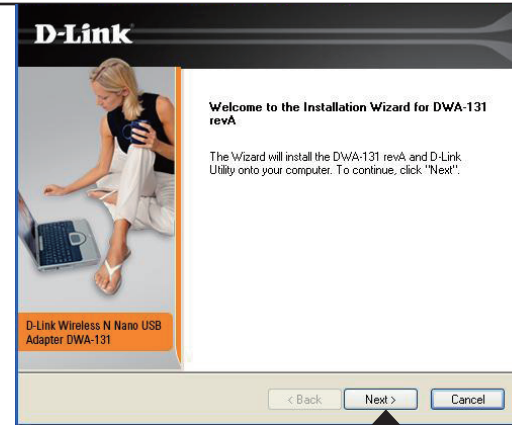 D-Link
Welcome to the Installation Wizard for DWA-131
revA
The Wizard will install the DWA-131 revA and D-Link
Utility onto your computer. To continue, click "Next".
D-Link Wireless N Nano USB
Adapter DWA-131
< Back Next > Cancel